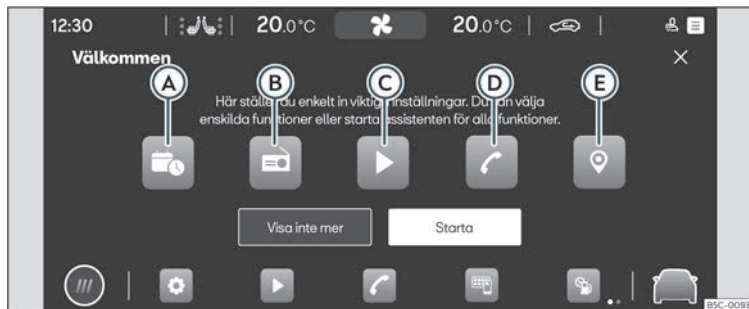 12:30 20.0°C 20.0°C
Välkommen
A B C D E
Här ställer du enkelt in viktiga inställningar. Du kan välja
enskilda funktioner eller starta assistenten för alla funktioner.
Visa inte mer Starta
B5C-0093